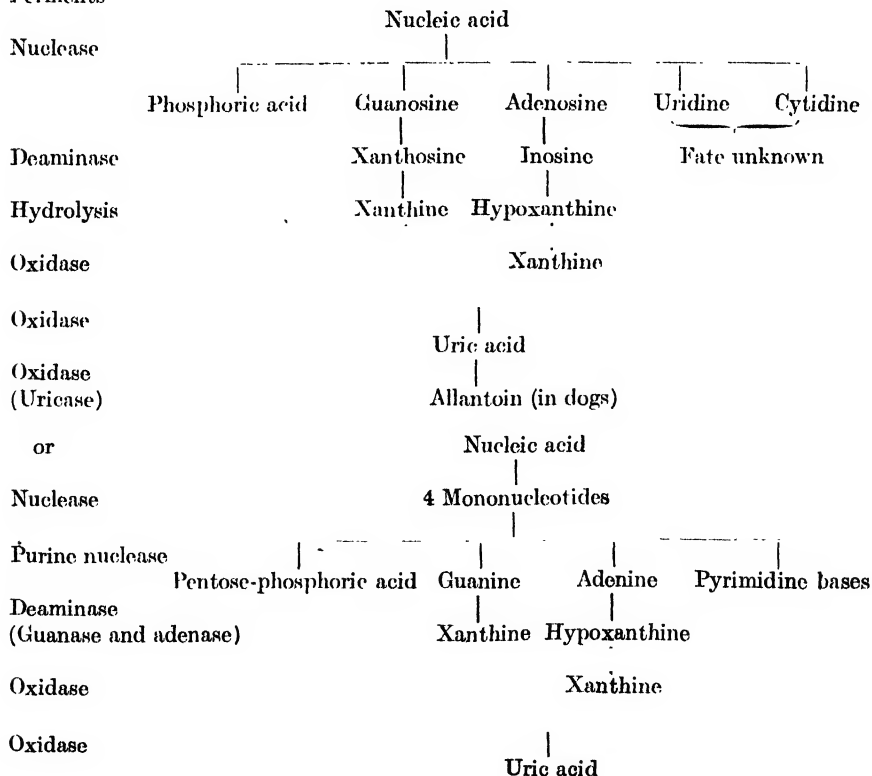 Nucleic acid
Nuclease
Phosphoric acid Guanosine Adenosine Uridine Cytidine
Deaminase Xanthosine Inosine Fate unknown
Hydrolysis Xanthine Hypoxanthine
Oxidase Xanthine
Oxidase
Uric acid
Oxidase
(Uricase) Allantoin (in dogs)
or Nucleic acid
Nuclease 4 Mononucleotides
Purine nuclease
Pentose-phosphoric acid Guanine Adenine Pyrimidine bases
Deaminase
(Guanase and adenase) Xanthine Hypoxanthine
Oxidase Xanthine
Oxidase
Uric acid